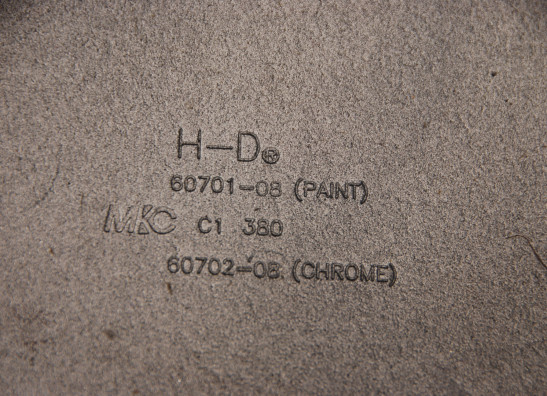 H-D®
60701-08 (PAINT)
MKC C1 380
60702-08 (CHROME)